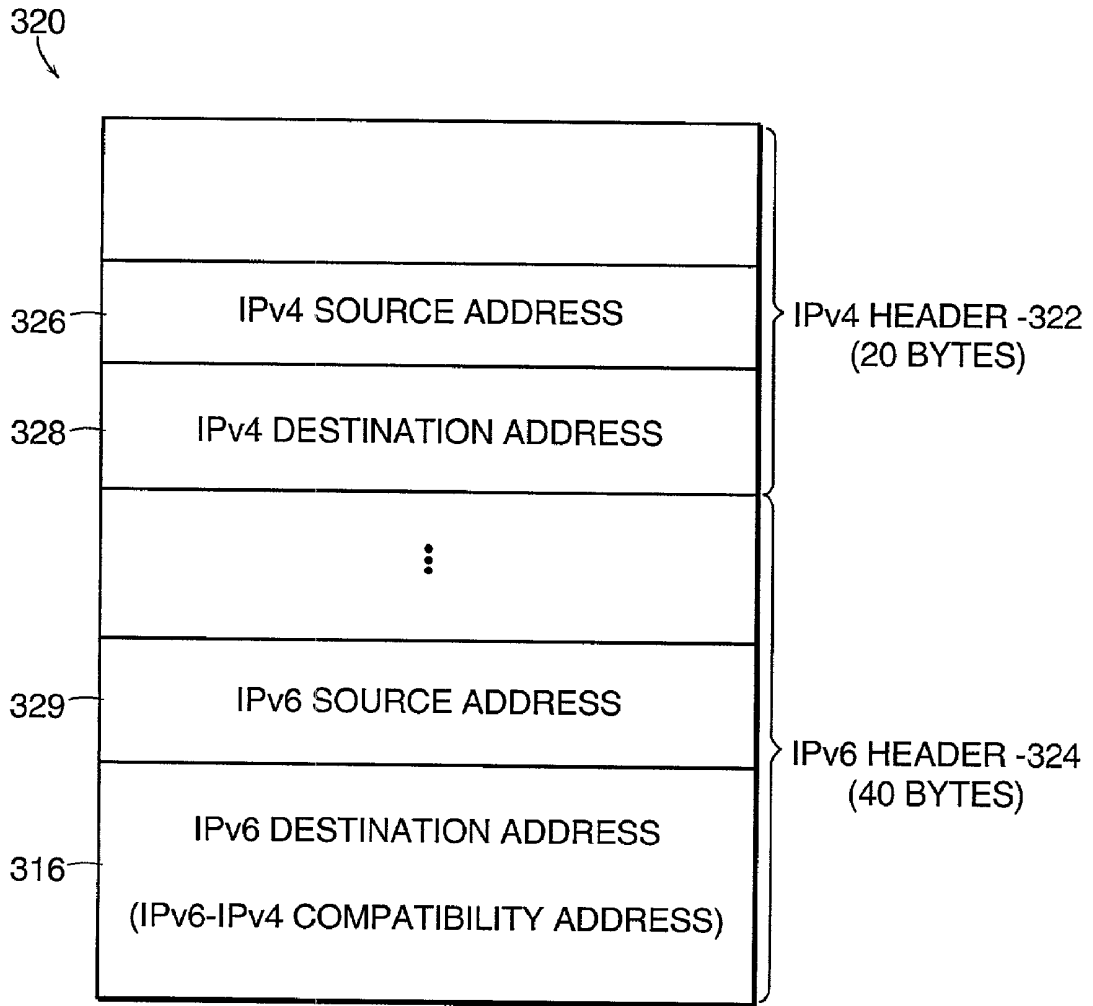 320
326
IPv4 SOURCE ADDRESS
IPv4 HEADER -322
(20 BYTES)
328
IPv4 DESTINATION ADDRESS
329
IPv6 SOURCE ADDRESS
IPv6 HEADER -324
(40 BYTES)
IPv6 DESTINATION ADDRESS
316
(IPv6-IPv4 COMPATIBILITY ADDRESS)